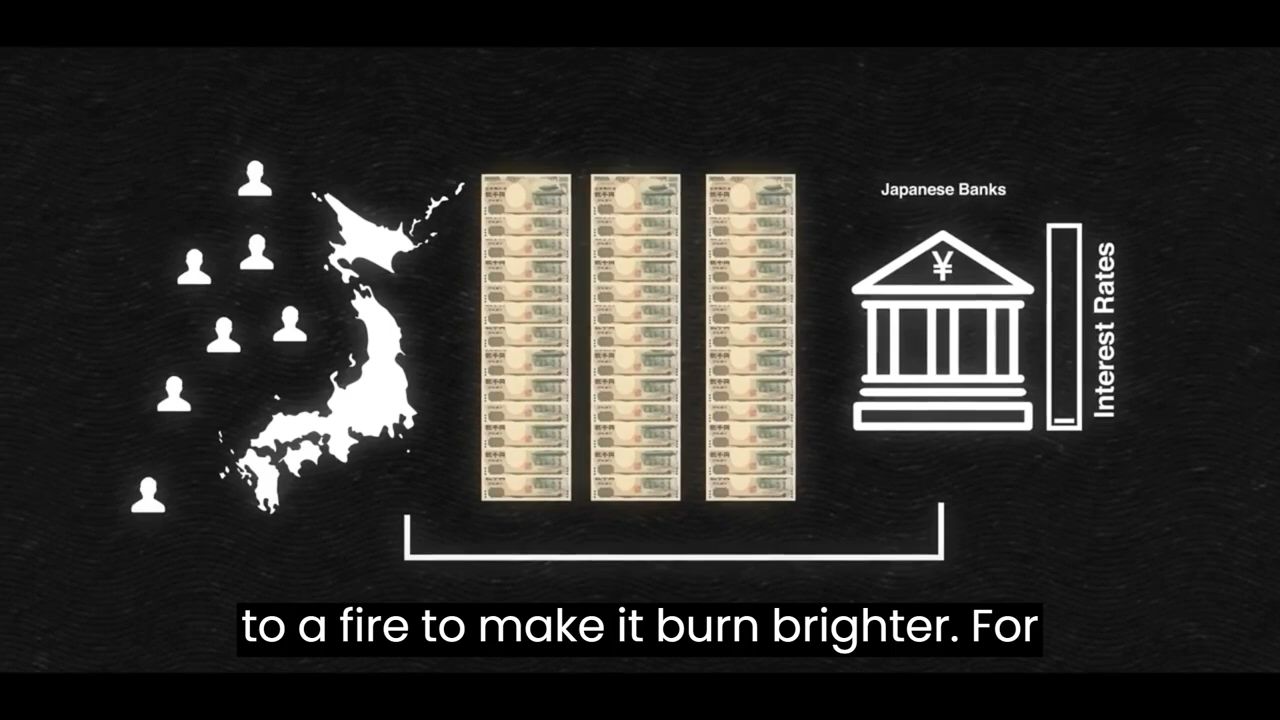 Japanese Banks
¥
Interest Rates
to a fire to make it burn brighter. For